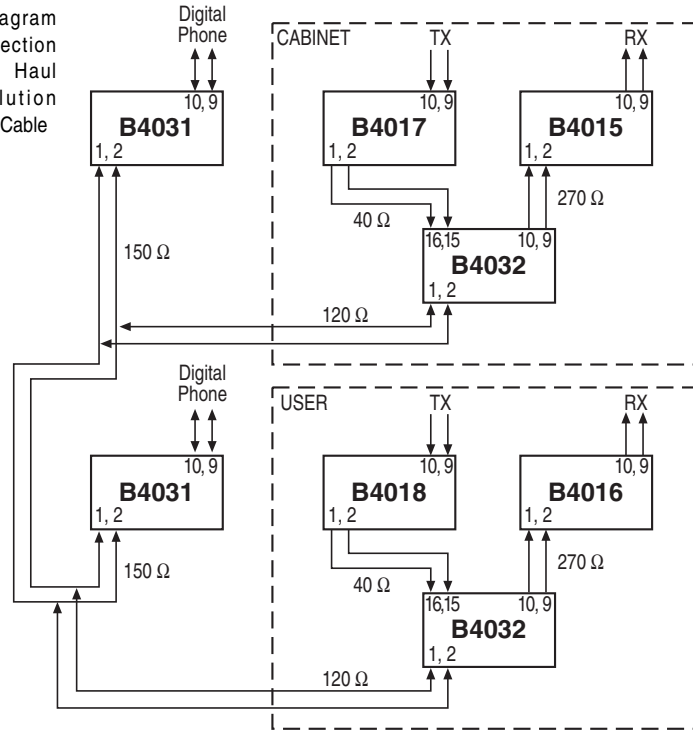 agram
ection
Haul
lution
Cable
Digital
Phone
10, 9
B4031
1, 2
150 Ω
CABINET
TX
RX
10, 9
B4017
1, 2
40 Ω
10, 9
B4015
1, 2
270 Ω
16,15
10, 9
B4032
1, 2
120 Ω
Digital
Phone
10, 9
B4031
1, 2
150 Ω
USER
TX
RX
10, 9
B4018
1, 2
40 Ω
10, 9
B4016
1, 2
270 Ω
16,15
10, 9
B4032
1, 2
120 Ω